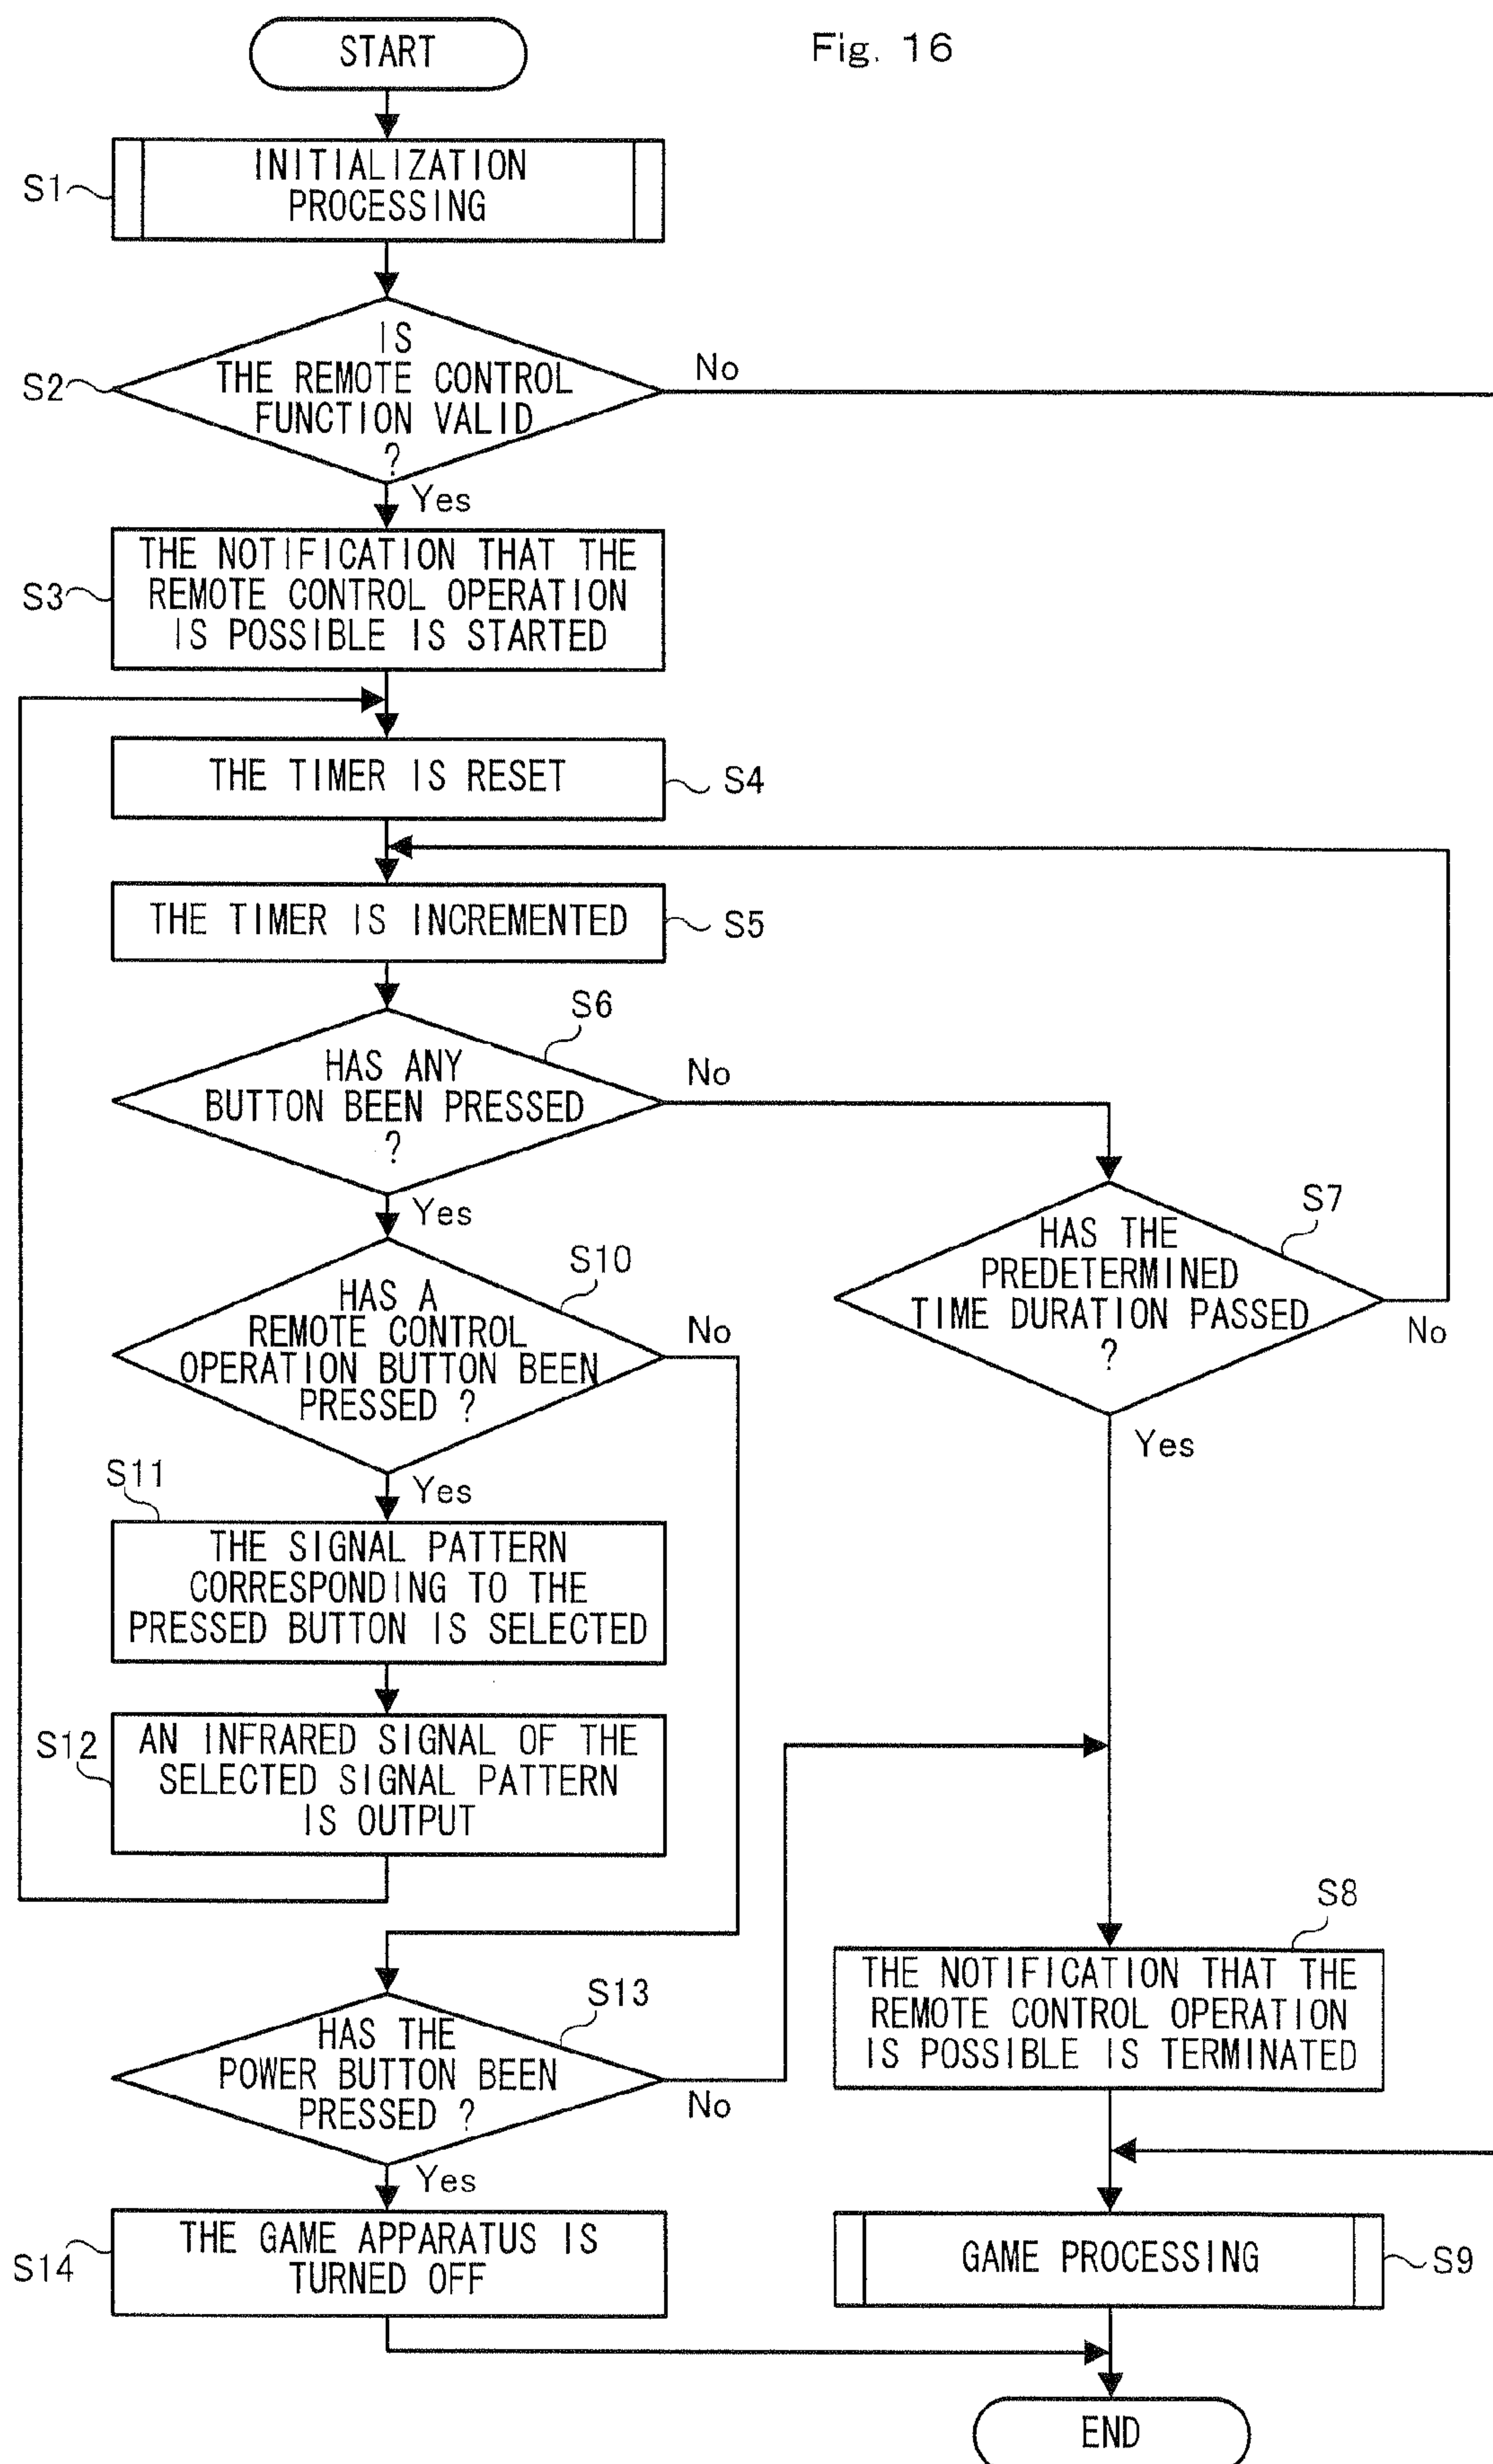 Fig. 16
START
S1
INITIALIZATION
PROCESSING
S2
IS
THE REMOTE CONTROL
FUNCTION VALID
?
No
Yes
S3
THE NOTIFICATION THAT THE
REMOTE CONTROL OPERATION
IS POSSIBLE IS STARTED
THE TIMER IS RESET
S4
THE TIMER IS INCREMENTED
S5
S6
HAS ANY
BUTTON BEEN PRESSED
?
No
Yes
S7
HAS THE
PREDETERMINED
TIME DURATION PASSED
?
No
Yes
S10
HAS A
REMOTE CONTROL
OPERATION BUTTON BEEN
PRESSED ?
No
Yes
S11
THE SIGNAL PATTERN
CORRESPONDING TO THE
PRESSED BUTTON IS SELECTED
S12
AN INFRARED SIGNAL OF THE
SELECTED SIGNAL PATTERN
IS OUTPUT
S8
THE NOTIFICATION THAT THE
REMOTE CONTROL OPERATION
IS POSSIBLE IS TERMINATED
S13
HAS THE
POWER BUTTON BEEN
PRESSED ?
No
Yes
S14
THE GAME APPARATUS IS
TURNED OFF
GAME PROCESSING
S9
END